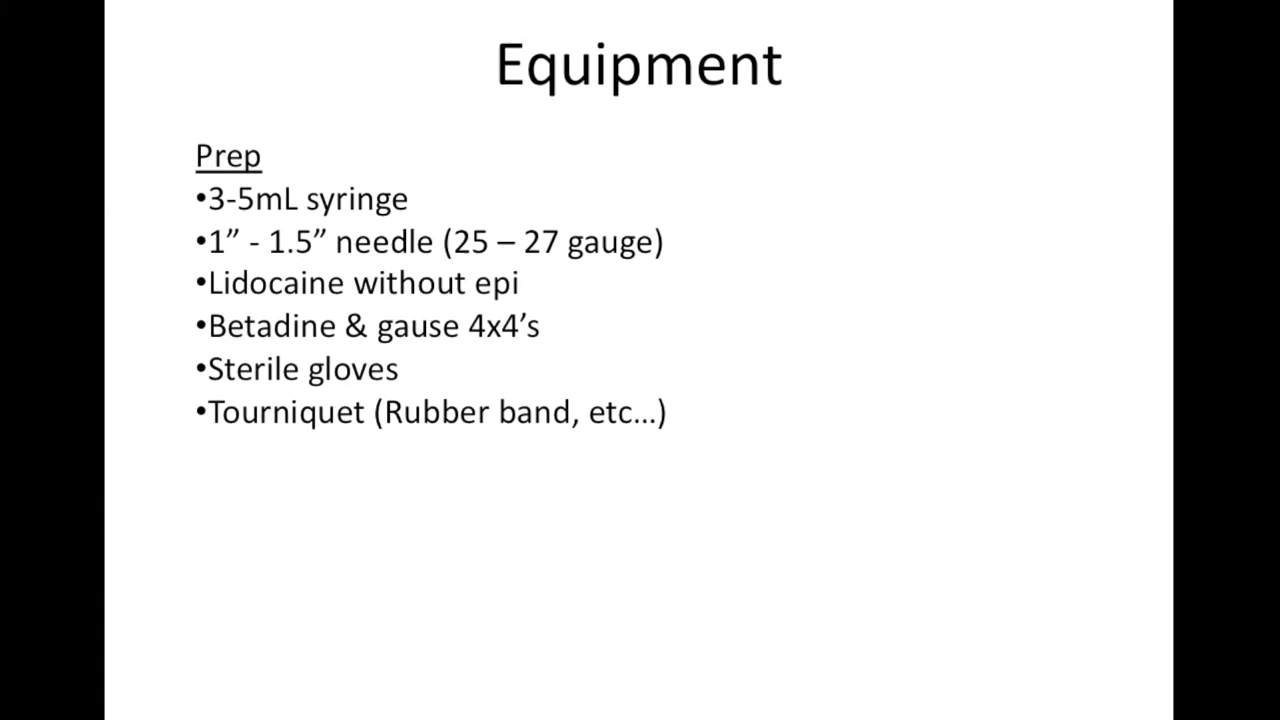 Equipment
Prep
•3-5mL syringe
•1” - 1.5” needle (25 – 27 gauge)
•Lidocaine without epi
•Betadine & gause 4x4’s
•Sterile gloves
•Tourniquet (Rubber band, etc…)